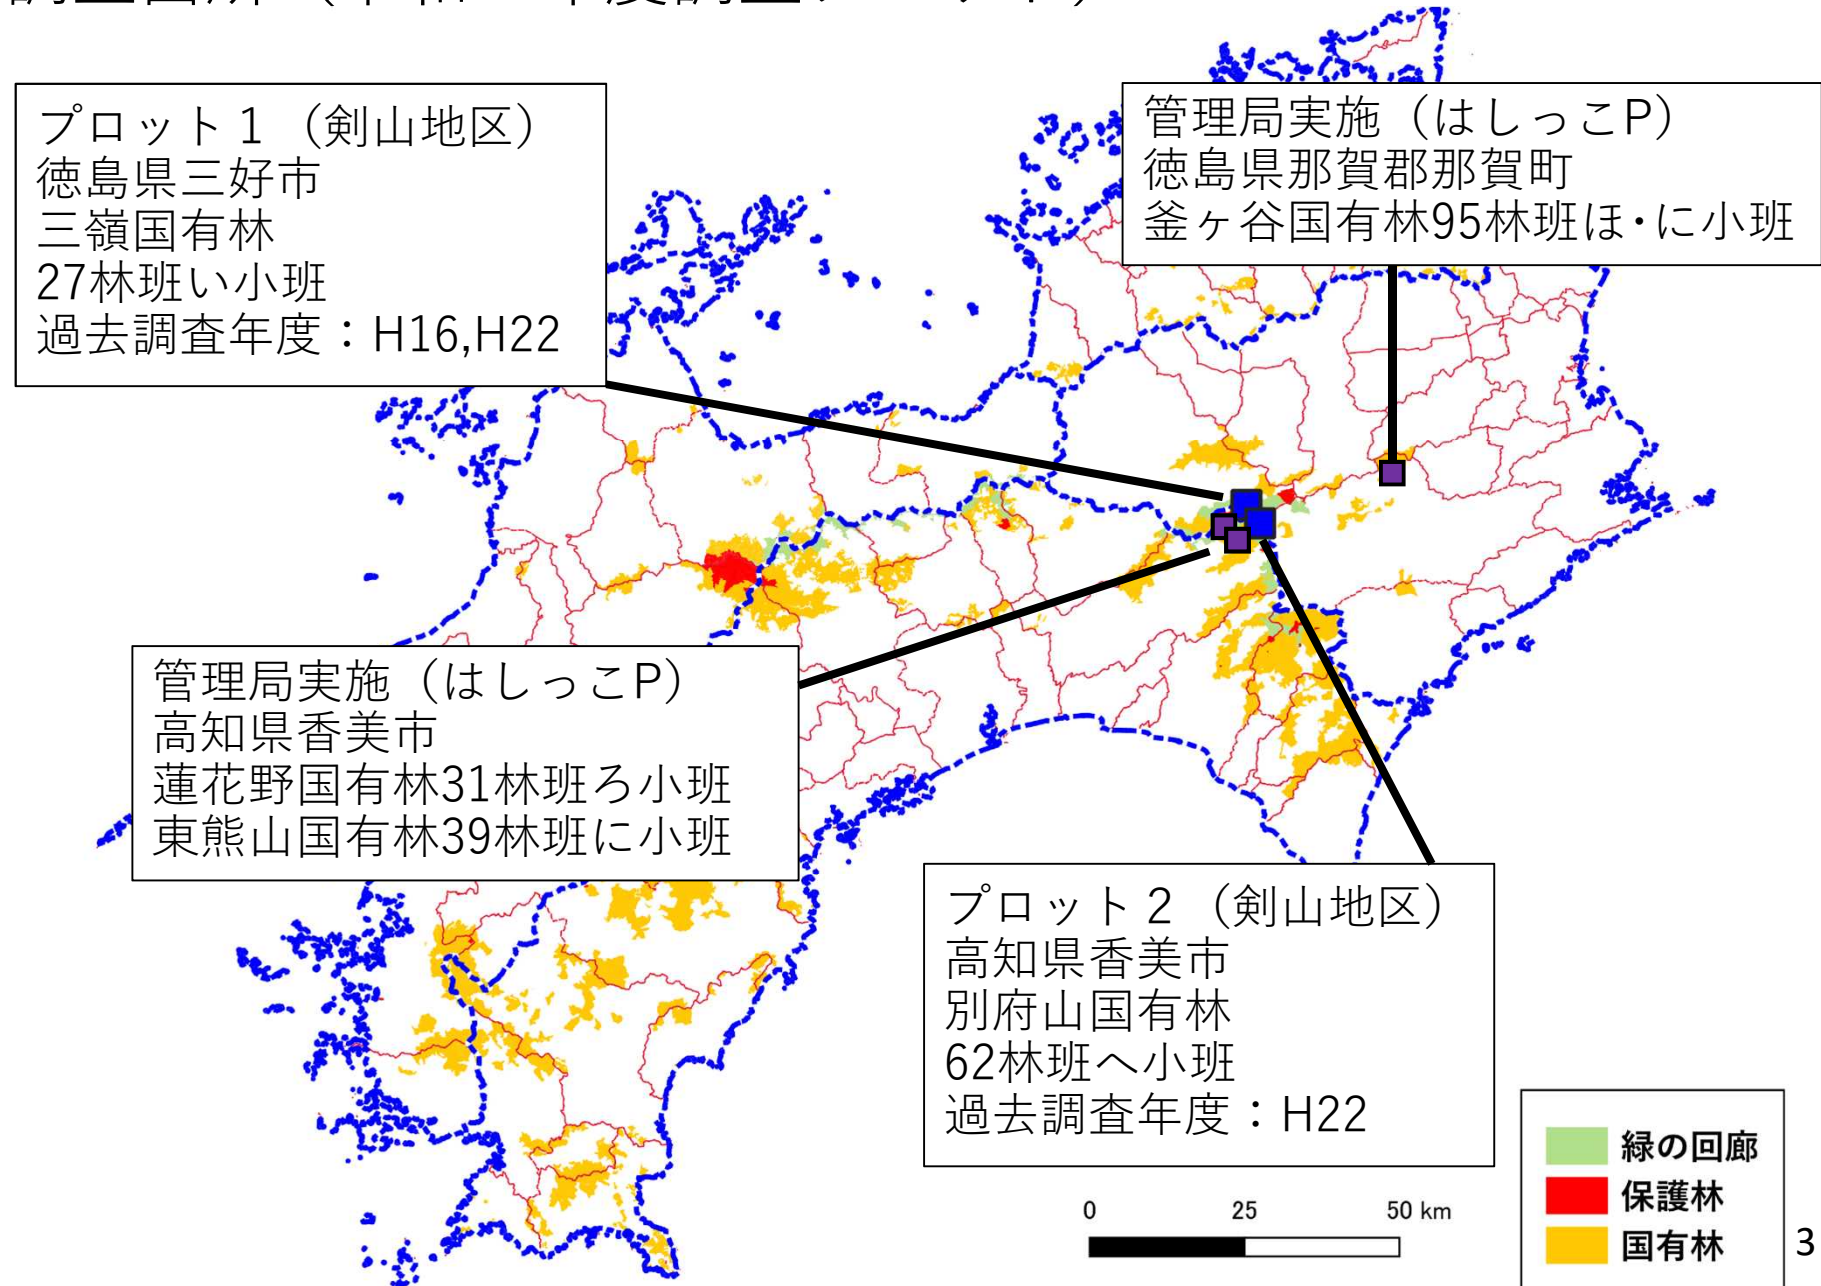 プロット１（剣山地区）
徳島県三好市
三嶺国有林
27林班い小班
過去調査年度：H16,H22
管理局実施（はしっこP）
徳島県那賀郡那賀町
釜ヶ谷国有林95林班ほ・に小班
管理局実施（はしっこP）
高知県香美市
蓮花野国有林31林班ろ小班
東熊山国有林39林班に小班
プロット２（剣山地区）
高知県香美市
別府山国有林
62林班へ小班
過去調査年度：H22
0 25 50 km
緑の回廊
保護林
国有林
3